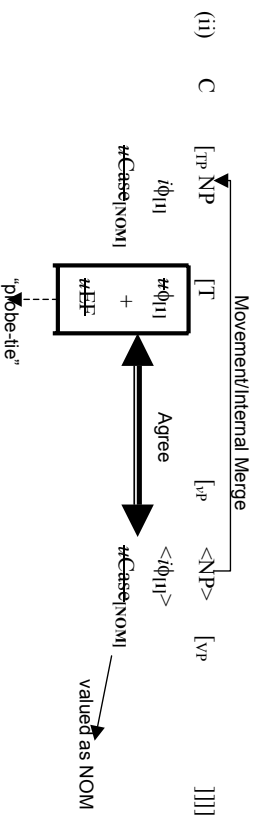 Movement/Internal Merge
(ii) C [TP NP [T [vP <NP> [VP ]]]]
iϕ[1] uϕ[1] Agree <iϕ[1]>
uCase[NOM] + uCase[NOM]
uEF
"probe-tie" valued as NOM